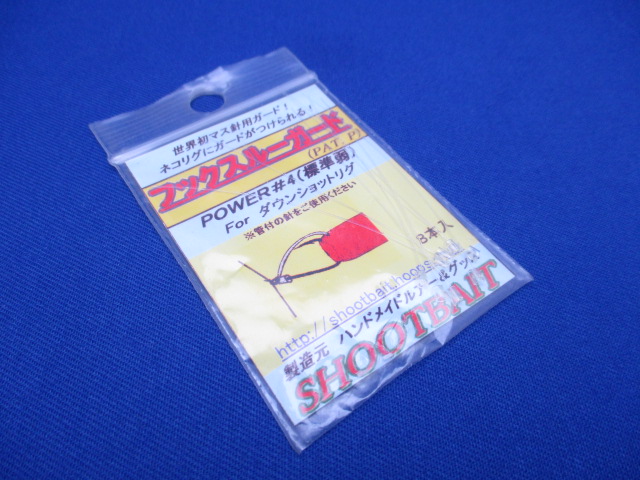 世界初マス針用ガード!
ネコリグにガードがつけられる!
フックスルーガード
(PAT.P)
POWER#4(標準弱)
For ダウンショットリグ
※管付の針をご使用ください
8本入
http://shootbait.hopps
製造元 ハンドメイドルアー&グッズ
SHOOTBAIT